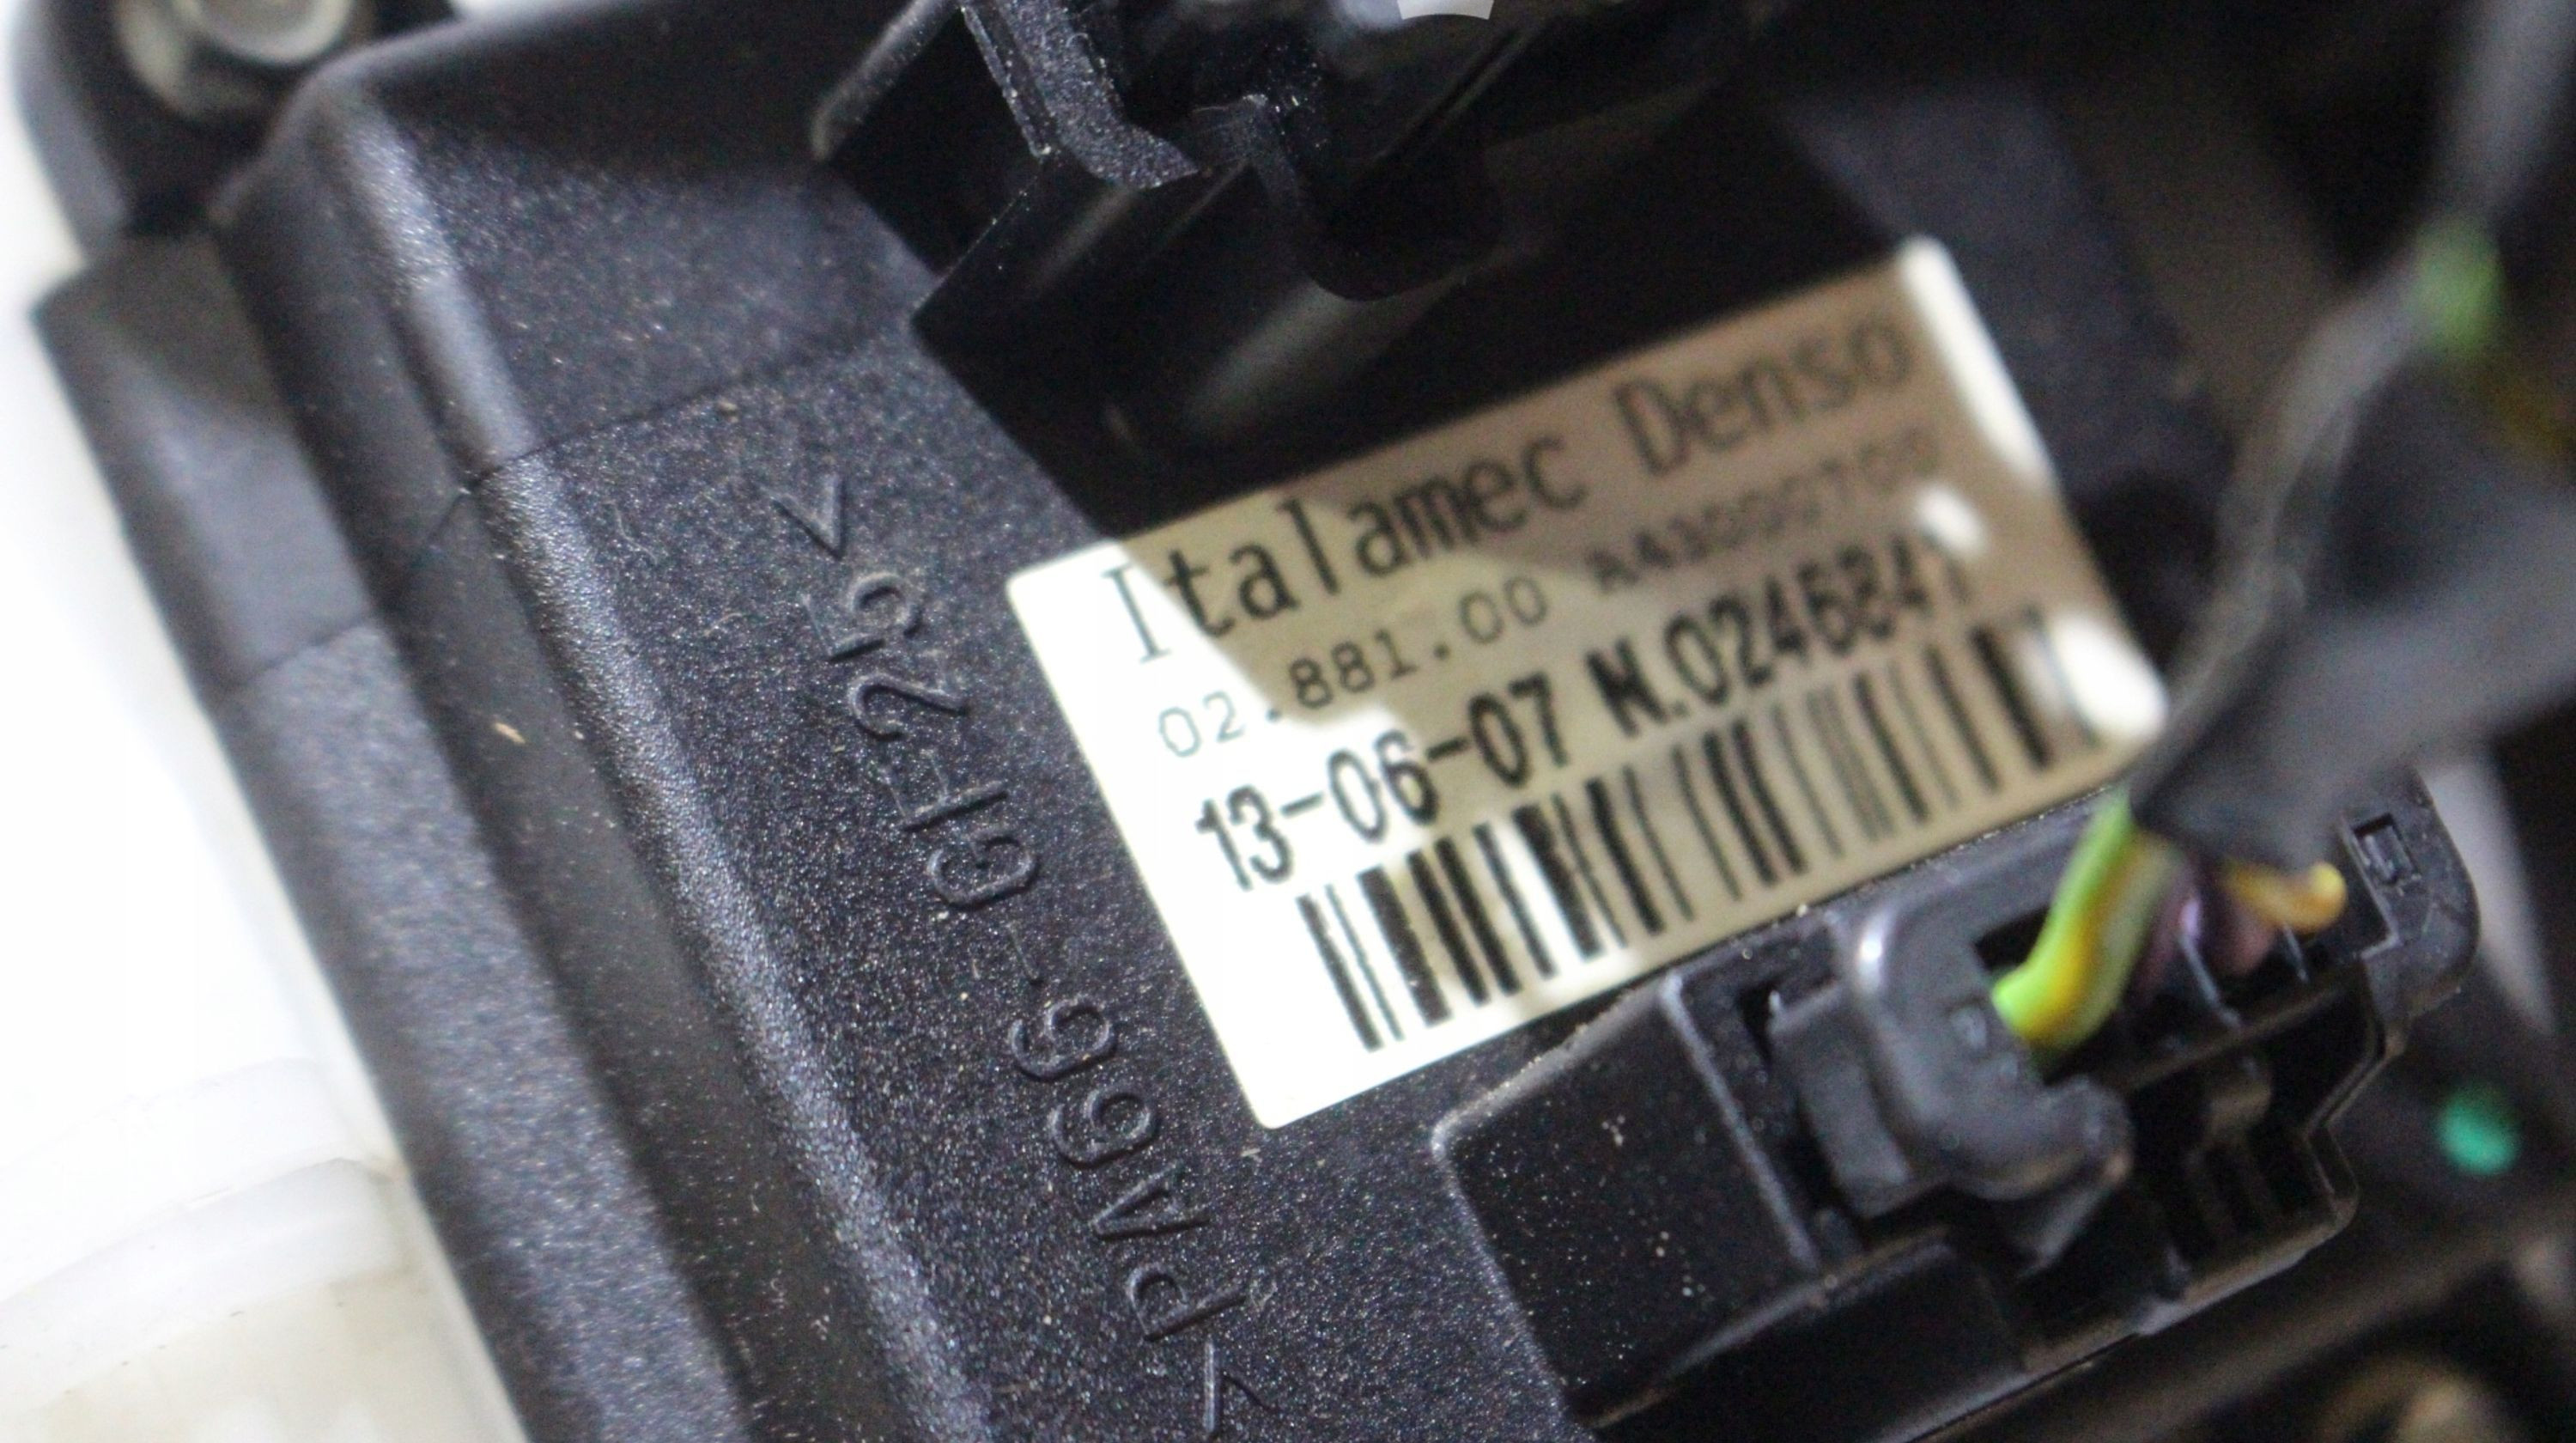 Italamec Denso
02.881.00
13-06-07
>PA66-GF25<